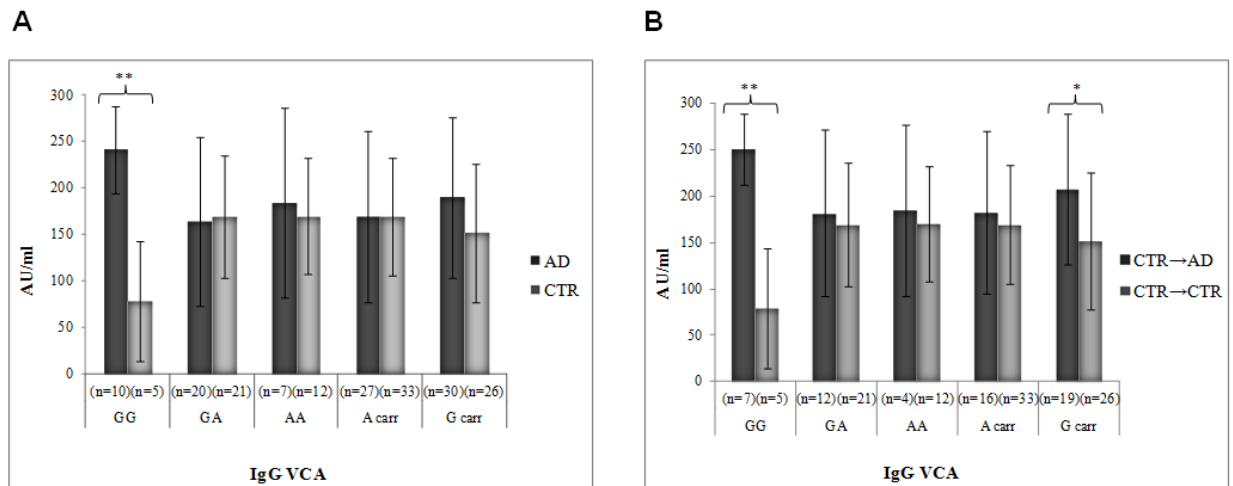 A
**
300
250
200
150
100
50
0
AU/ml
AD
CTR
(n=10)(n=5) (n=20)(n=21) (n=7)(n=12) (n=27)(n=33) (n=30)(n=26)
GG GA AA A carr G carr
IgG VCA
B
** *
300
250
200
150
100
50
0
AU/ml
CTR→AD
CTR→CTR
(n=7)(n=5) (n=12)(n=21) (n=4)(n=12) (n=16)(n=33) (n=19)(n=26)
GG GA AA A carr G carr
IgG VCA